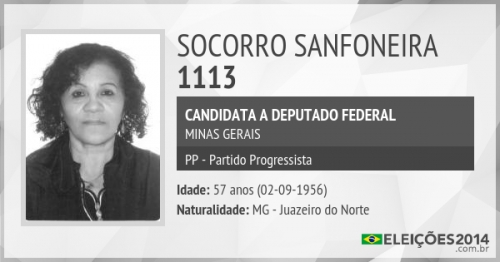 SOCORRO SANFONEIRA
1113
CANDIDATA A DEPUTADO FEDERAL
MINAS GERAIS
PP - Partido Progressista
Idade: 57 anos (02-09-1956)
Naturalidade: MG - Juazeiro do Norte
ELEIÇÕES2014
.com.br